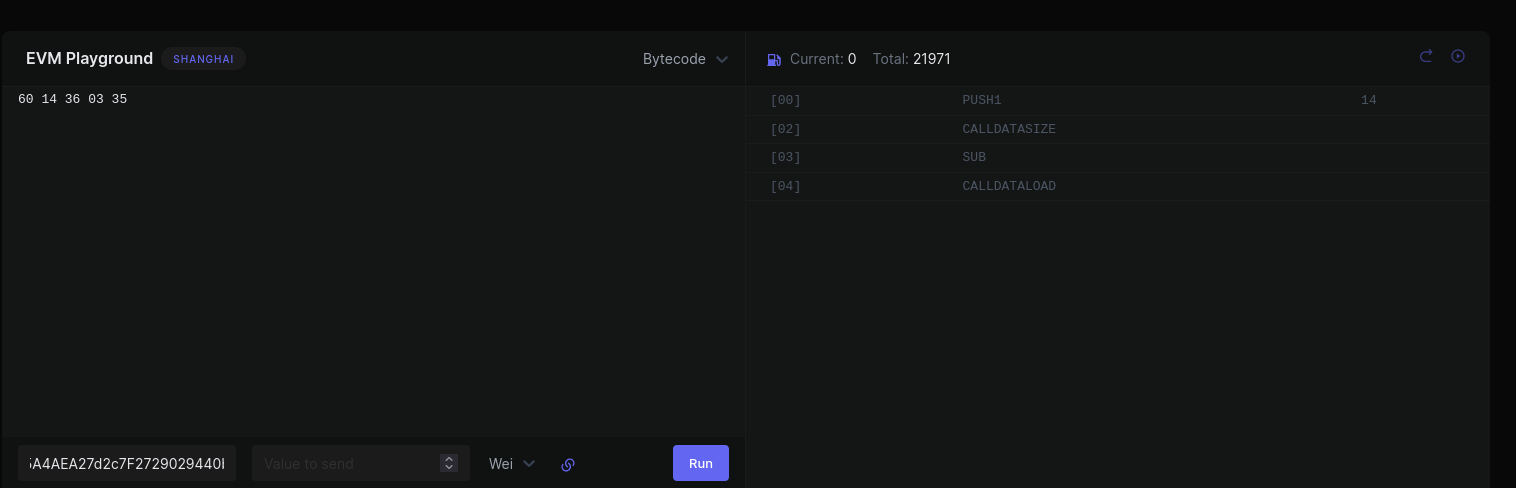 EVM Playground SHANGHAI Bytecode Current: 0 Total: 21971
60 14 36 03 35
[00] PUSH1 14
[02] CALLDATASIZE
[03] SUB
[04] CALLDATALOAD
A4AEA27d2c7F2729029440 Value to send Wei Run